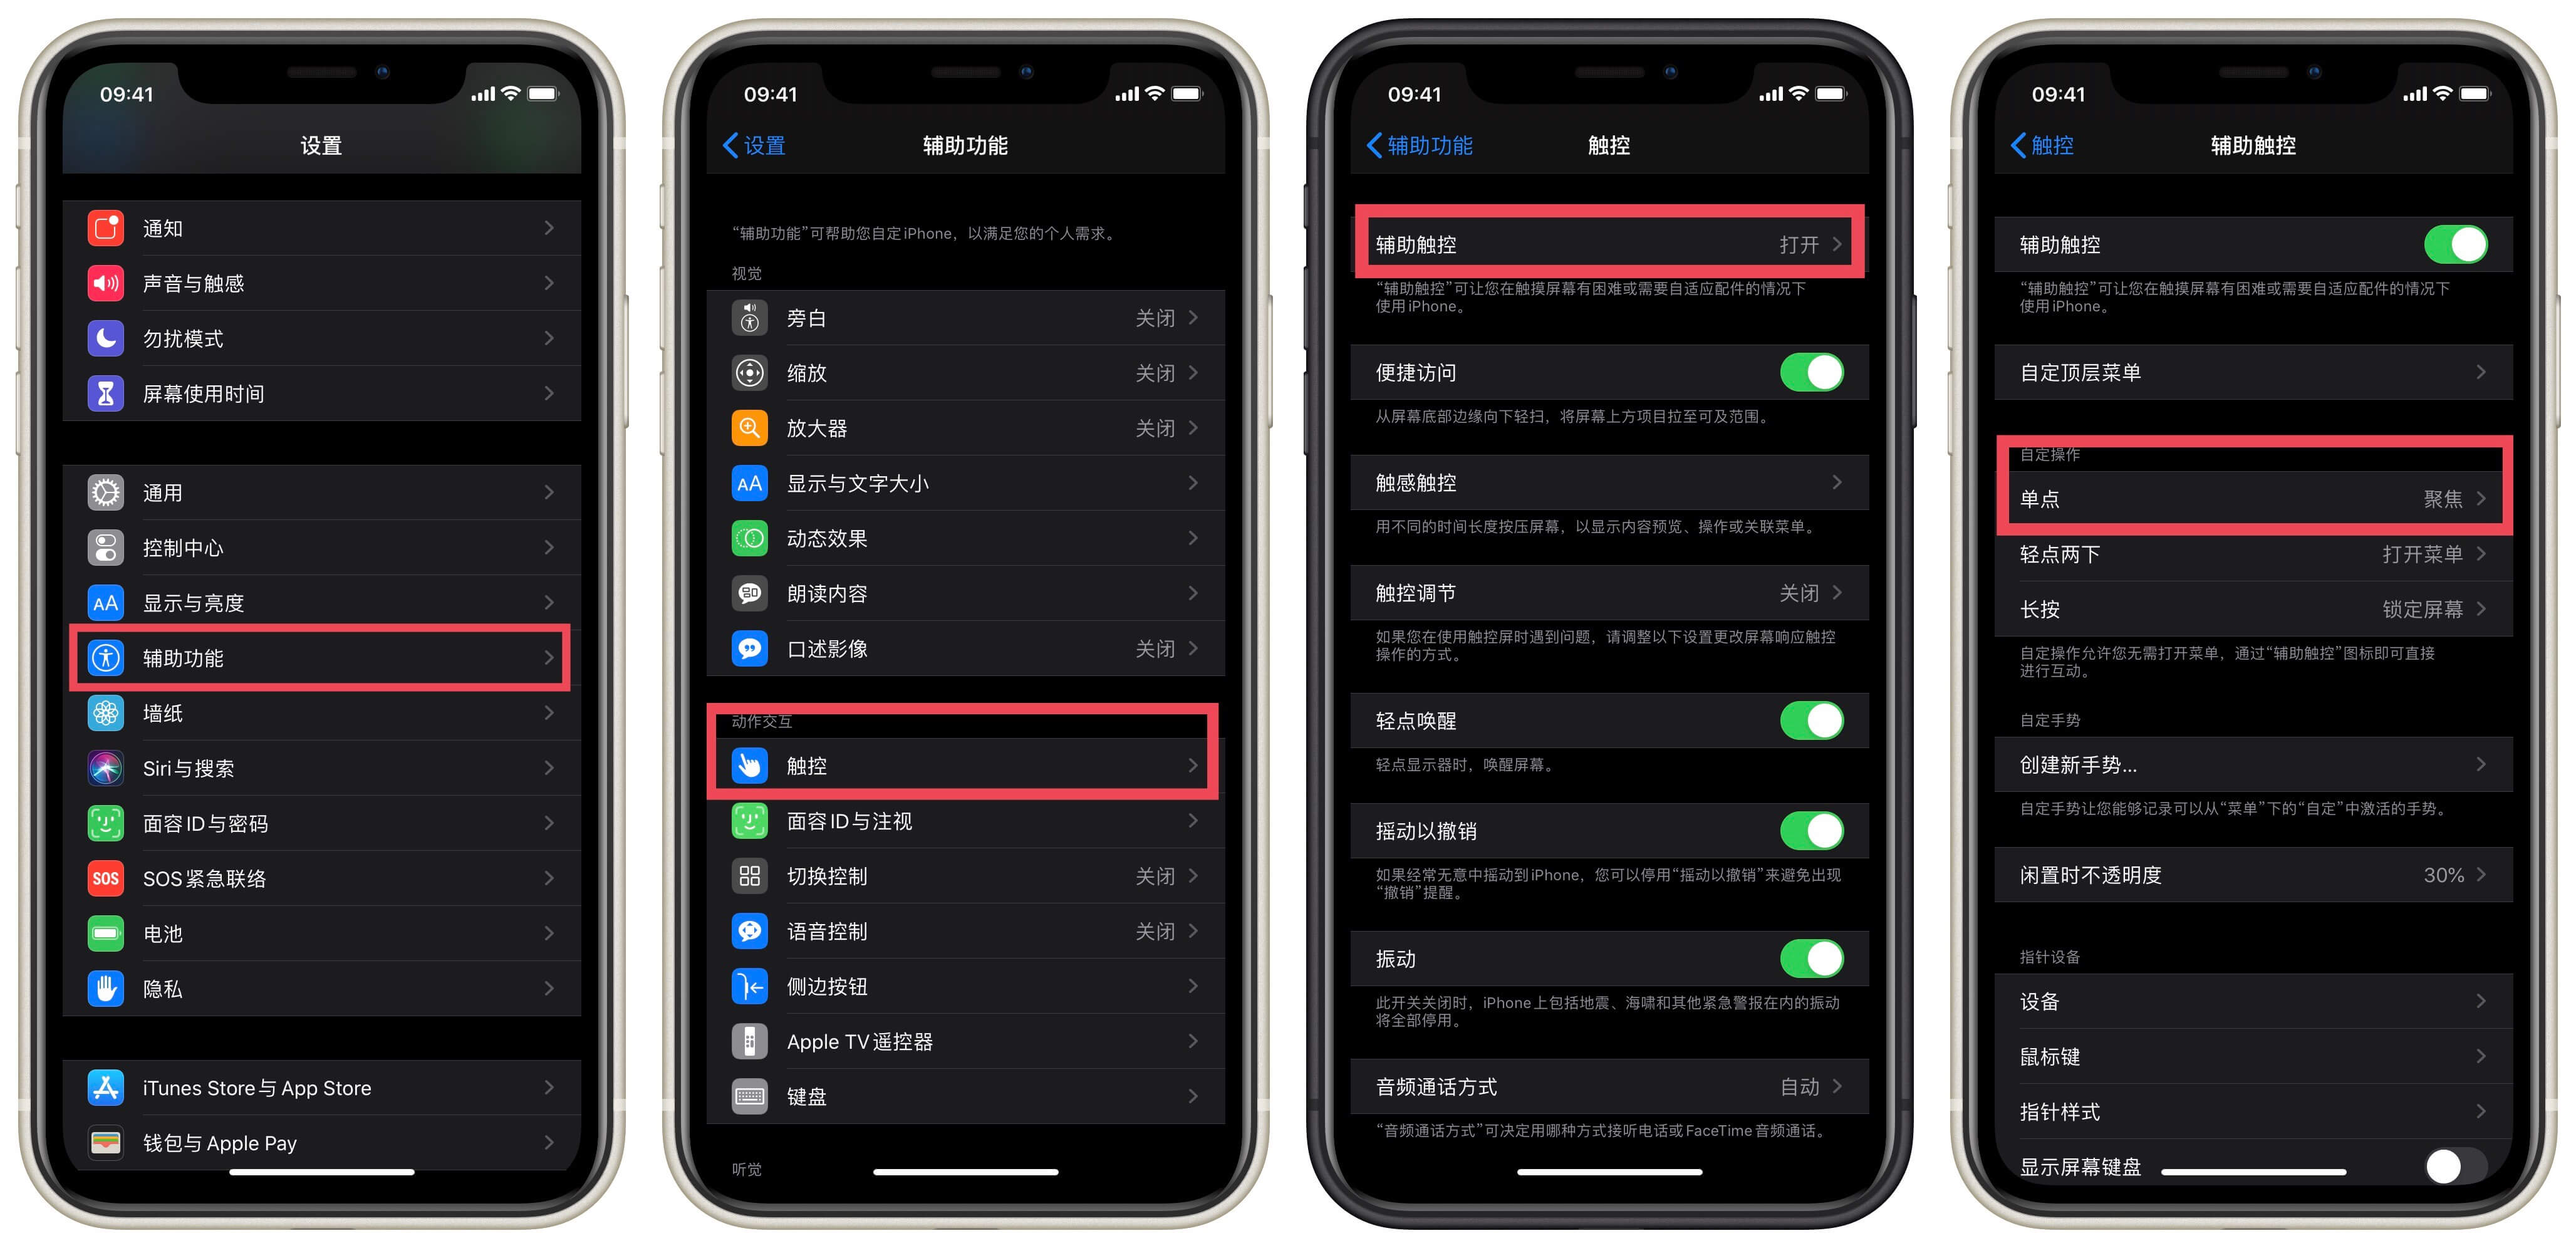 09:41
设置
通知
声音与触感
勿扰模式
屏幕使用时间
通用
控制中心
AA
显示与亮度
辅助功能
墙纸
Siri与搜索
面容ID与密码
SOS
SOS紧急联络
电池
隐私
iTunes Store与App Store
钱包与Apple Pay
09:41
设置
辅助功能
“辅助功能”可帮助您自定iPhone，以满足您的个人需求。
视觉
旁白
关闭
缩放
关闭
放大器
关闭
AA
显示与文字大小
动态效果
朗读内容
口述影像
关闭
动作交互
触控
面容ID与注视
切换控制
关闭
语音控制
关闭
侧边按钮
Apple TV遥控器
键盘
听觉
09:41
辅助功能
触控
辅助触控
打开
“辅助触控”可让您在触摸屏幕有困难或需要自适应配件的情况下
使用iPhone。
便捷访问
从屏幕底部边缘向下轻扫，将屏幕上方项目拉至可及范围。
触感触控
用不同的时间长度按压屏幕，以显示内容预览、操作或关联菜单。
触控调节
关闭
如果您在使用触控屏时遇到问题，请调整以下设置更改屏幕响应触控
操作的方式。
轻点唤醒
轻点显示器时，唤醒屏幕。
摇动以撤销
如果经常无意中摇动到iPhone，您可以停用“摇动以撤销”来避免出现
“撤销”提醒。
振动
此开关关闭时，iPhone上包括地震、海啸和其他紧急警报在内的振动
将全部停用。
音频通话方式
自动
“音频通话方式”可决定用哪种方式接听电话或FaceTime音频通话。
09:41
触控
辅助触控
辅助触控
“辅助触控”可让您在触摸屏幕有困难或需要自适应配件的情况下
使用iPhone。
自定顶层菜单
自定操作
单点
聚焦
轻点两下
打开菜单
长按
锁定屏幕
自定操作允许您无需打开菜单，通过“辅助触控”图标即可直接
进行互动。
自定手势
创建新手势...
自定手势让您能够记录可以从“菜单”下的“自定”中激活的手势。
闲置时不透明度
30%
指针设备
设备
鼠标键
指针样式
显示屏幕键盘